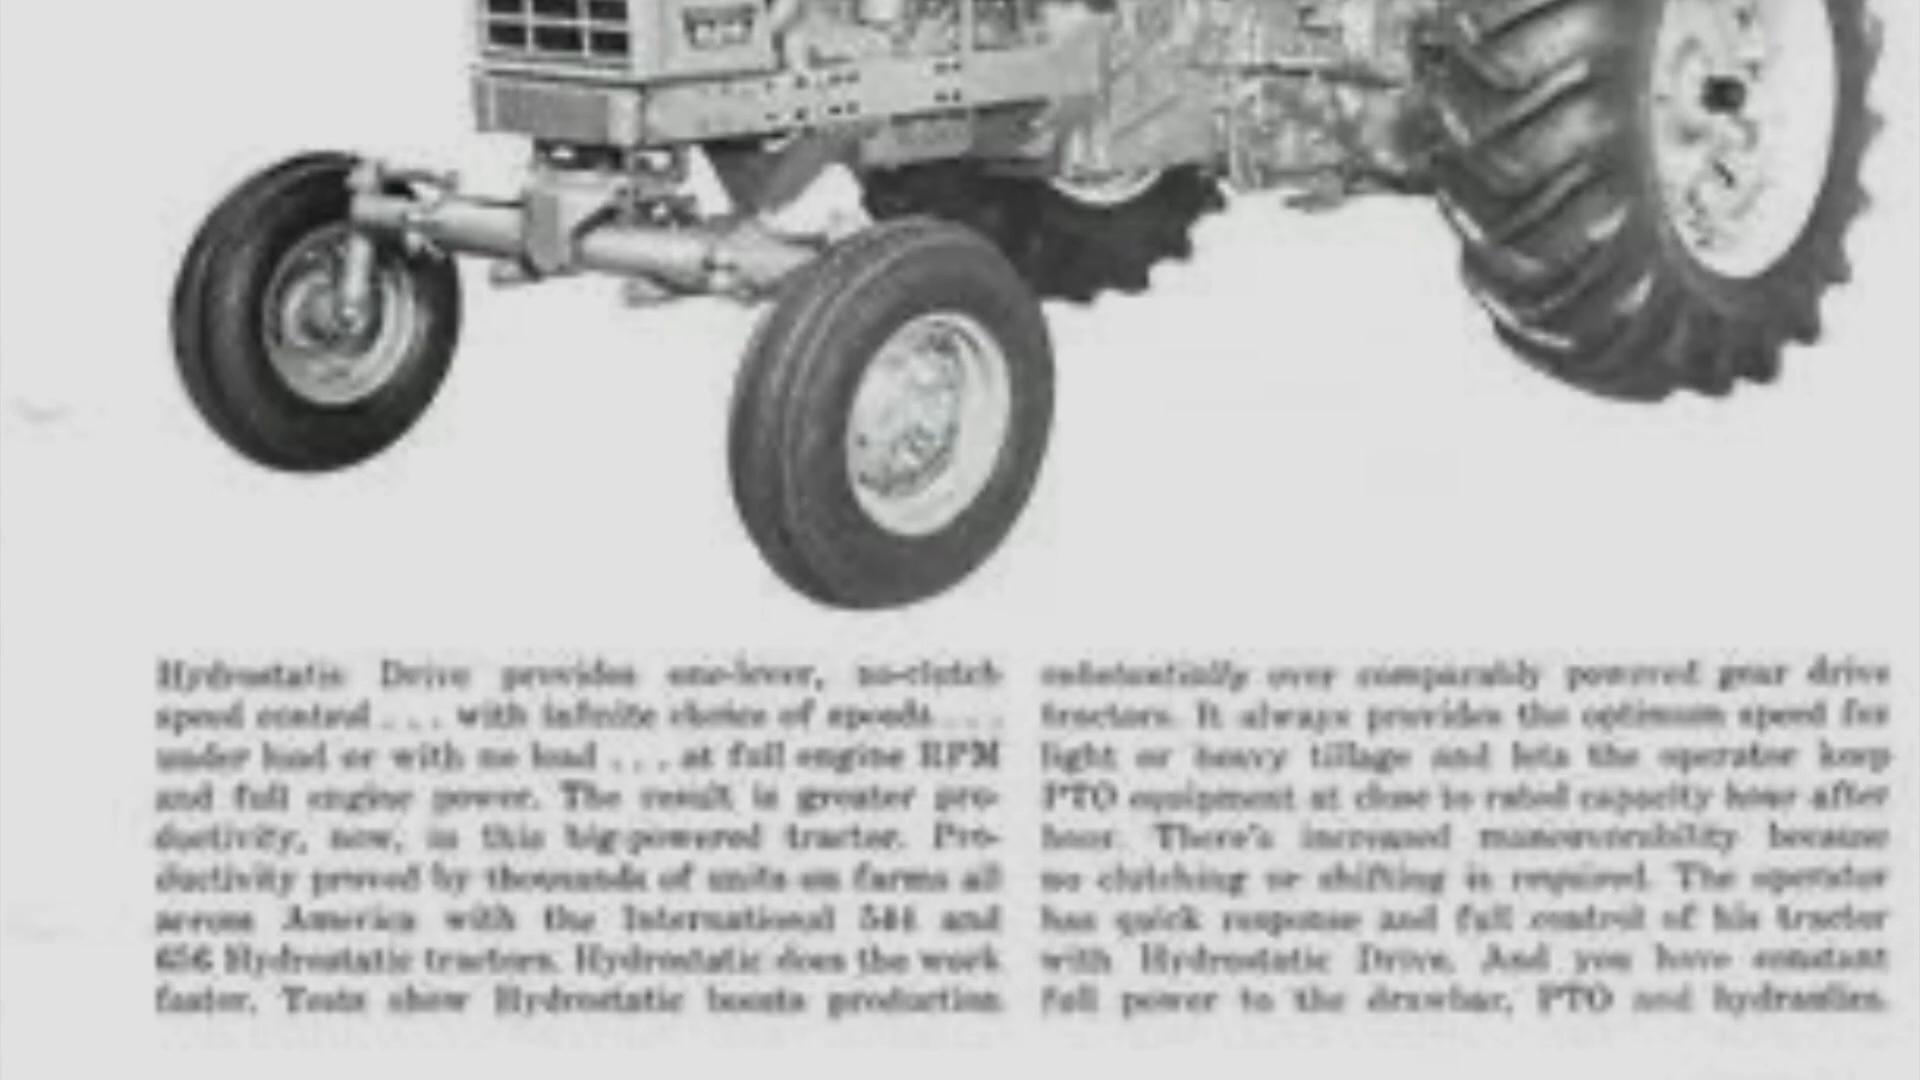 Hydrostatic Drive provides one-lever, no-clutch
speed control . . . with infinite choice of speeds . . .
under load or with no load . . . at full engine RPM
and full engine power. The result is greater pro-
ductivity, now, in this big-powered tractor. Pro-
ductivity proved by thousands of units on farms all
across America with the International 544 and
656 Hydrostatic tractors. Hydrostatic does the work
faster. Tests show Hydrostatic boosts production
substantially over comparably powered gear drive
tractors. It always provides the optimum speed for
light or heavy tillage and lets the operator keep
PTO equipment at close to rated capacity hour after
hour. There's increased maneuverability because
no clutching or shifting is required. The operator
has quick response and full control of his tractor
with Hydrostatic Drive. And you have constant
full power to the drawbar, PTO and hydraulics.